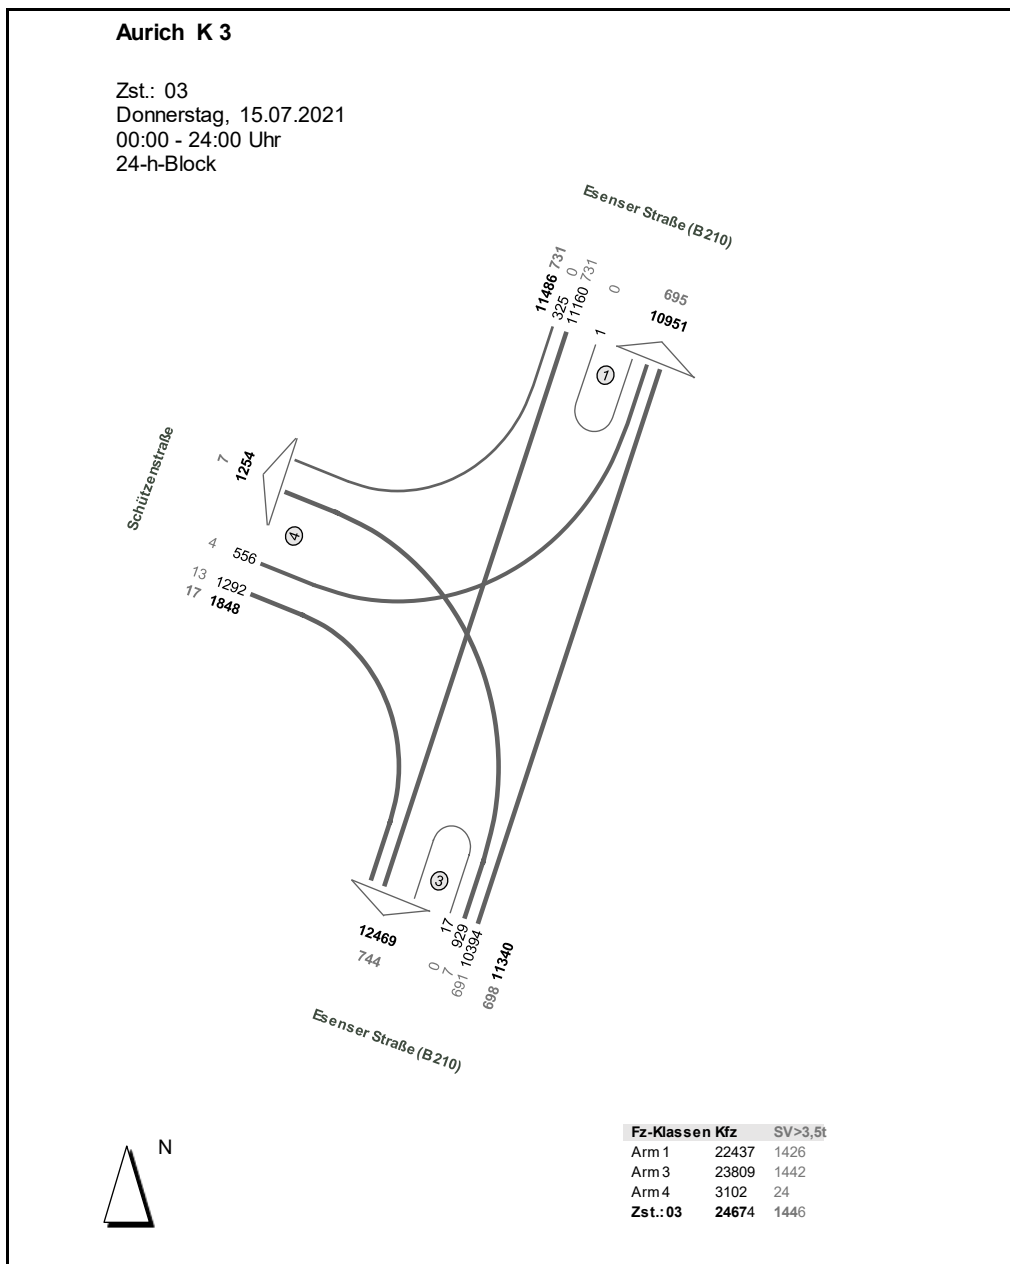 Aurich K 3
Zst.: 03
Donnerstag, 15.07.2021
00:00 - 24:00 Uhr
24-h-Block
Esenser Straße (B210)
11486 731
325 0
11160 731
1 0
695
10951
1
Schützenstraße
7
1254
4
4 556
13 1292
17 1848
3
12469
744
0 17
7 929
691 10394
698 11340
Esenser Straße (B210)
N
Fz-Klassen Kfz SV>3,5t
Arm 1 22437 1426
Arm 3 23809 1442
Arm 4 3102 24
Zst.: 03 24674 1446